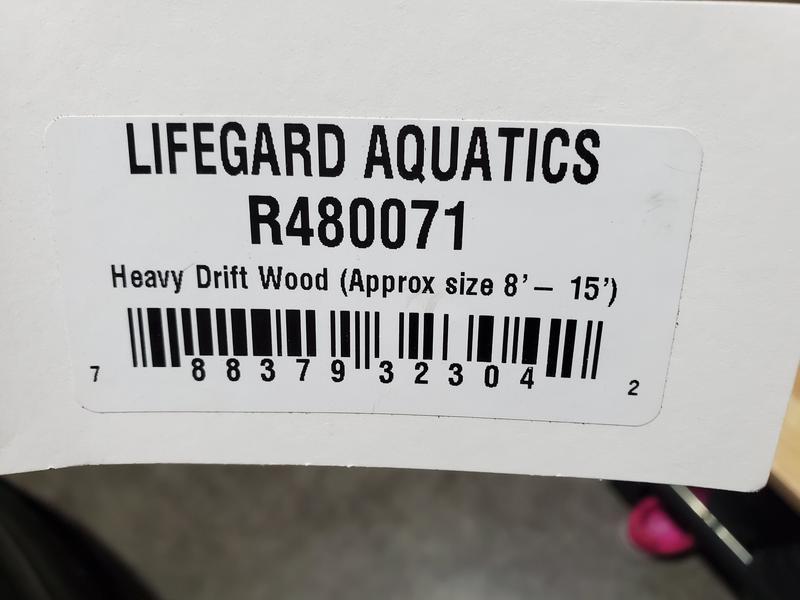 LIFEGARD AQUATICS
R480071
Heavy Drift Wood (Approx size 8' – 15')
7 88379 32304 2